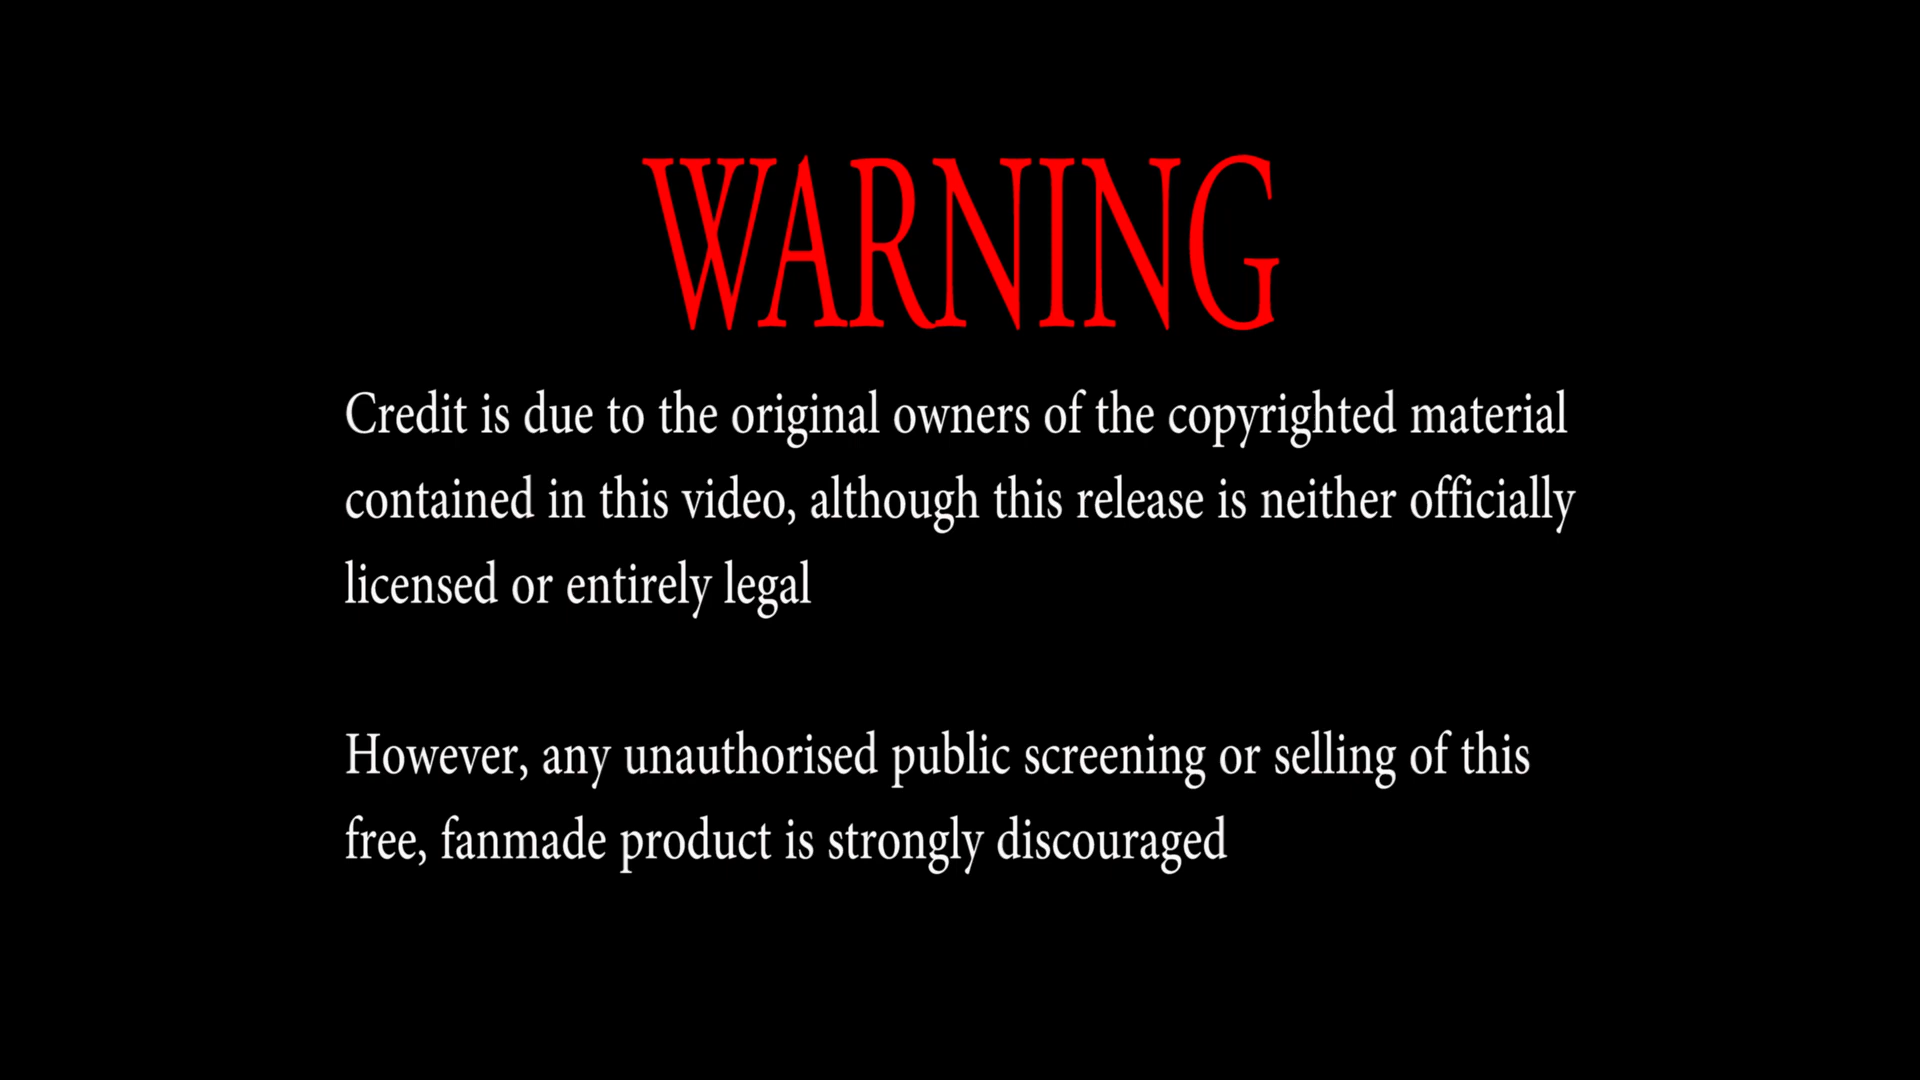 WARNING
Credit is due to the original owners of the copyrighted material
contained in this video, although this release is neither officially
licensed or entirely legal
However, any unauthorised public screening or selling of this
free, fanmade product is strongly discouraged